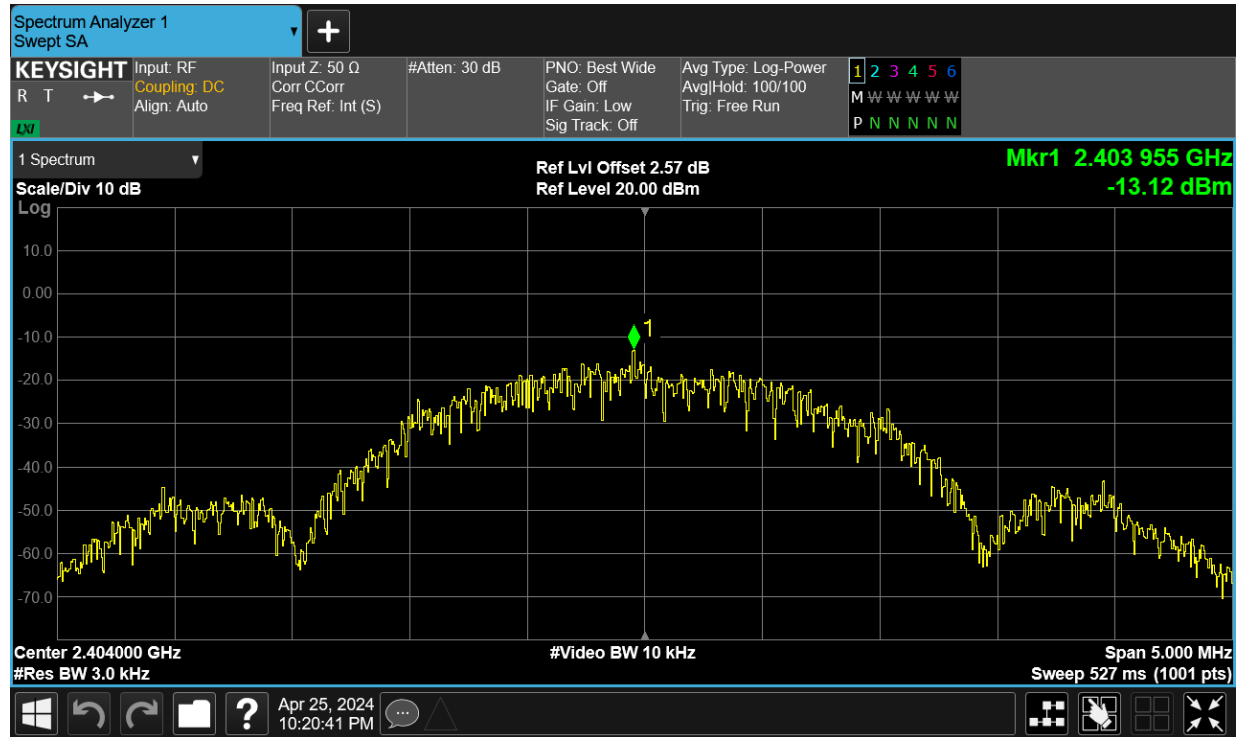 Spectrum Analyzer 1
Swept SA
KEYSIGHT
R T
LXI
Input: RF
Coupling: DC
Align: Auto
Input Z: 50 Ω
Corr CCorr
Freq Ref: Int (S)
#Atten: 30 dB
PNO: Best Wide
Gate: Off
IF Gain: Low
Sig Track: Off
Avg Type: Log-Power
Avg|Hold: 100/100
Trig: Free Run
1 2 3 4 5 6
M W W W W W
P N N N N N
1 Spectrum
Scale/Div 10 dB
Log
Ref Lvl Offset 2.57 dB
Ref Level 20.00 dBm
Mkr1 2.403 955 GHz
-13.12 dBm
10.0
0.00
-10.0
-20.0
-30.0
-40.0
-50.0
-60.0
-70.0
1
Center 2.404000 GHz
#Res BW 3.0 kHz
#Video BW 10 kHz
Span 5.000 MHz
Sweep 527 ms (1001 pts)
?
Apr 25, 2024
10:20:41 PM